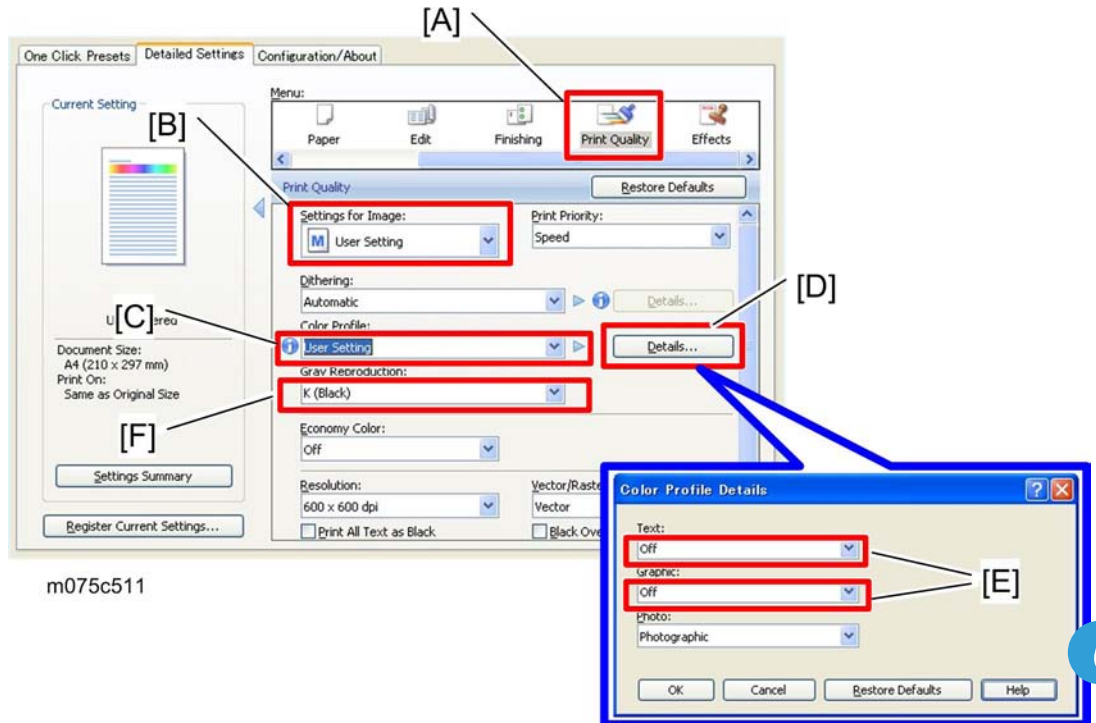 [A]
One Click Presets Detailed Settings Configuration/About
Current Setting
[B]
Menu:
Paper Edit Finishing Print Quality Effects
Print Quality Restore Defaults
Settings for Image: Print Priority:
M User Setting Speed
Dithering:
Automatic Details...
[D]
[C]
Color Profile:
User Setting Details...
Document Size:
A4 (210 x 297 mm)
Print On:
Same as Original Size
Gray Reproduction:
K (Black)
[F]
Economy Color:
Off
Settings Summary
Resolution: Vector/Raste
600 x 600 dpi Vector
Register Current Settings...
Print All Text as Black Black Ove
Color Profile Details
Text:
Off
Graphic:
Off
[E]
Photo:
Photographic
OK Cancel Restore Defaults Help
m075c511